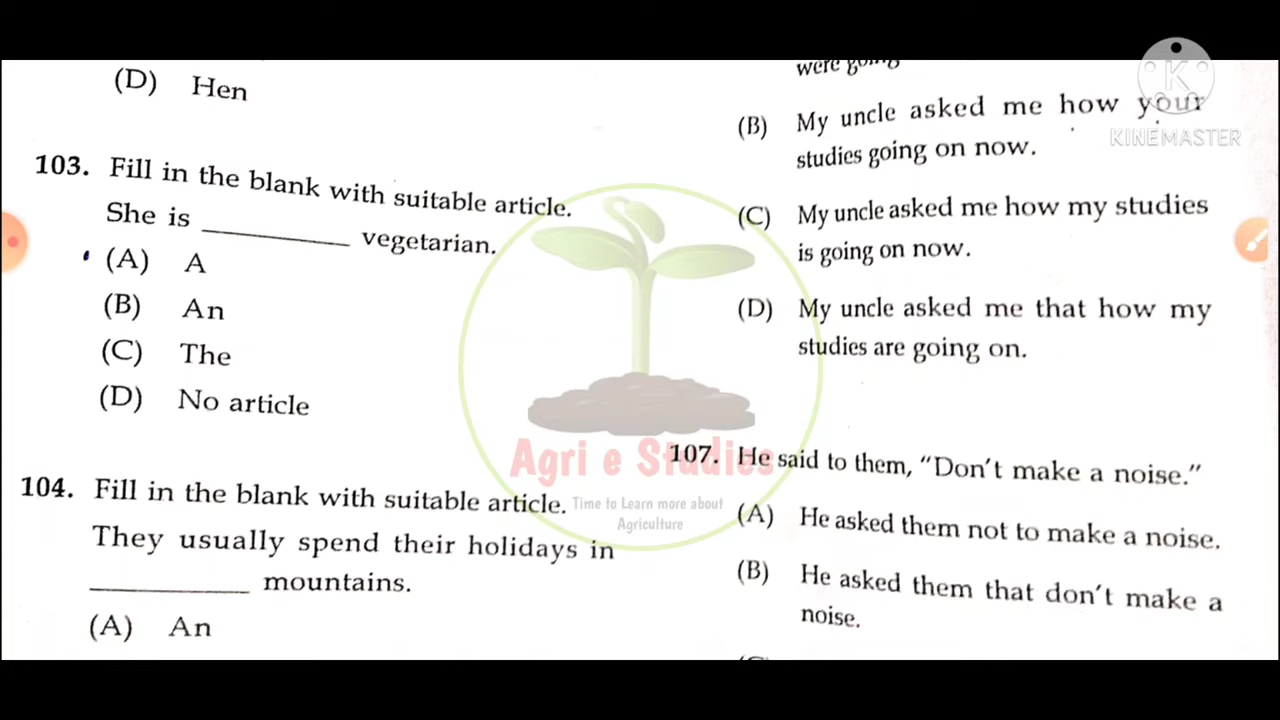 (D) Hen
103. Fill in the blank with suitable article.
She is __________ vegetarian.
(A) A
(B) An
(C) The
(D) No article
104. Fill in the blank with suitable article.
They usually spend their holidays in
__________ mountains.
(A) An
were going
(B) My uncle asked me how your
studies going on now.
(C) My uncle asked me how my studies
is going on now.
(D) My uncle asked me that how my
studies are going on.
107. He said to them, “Don’t make a noise.”
(A) He asked them not to make a noise.
(B) He asked them that don’t make a
noise.
K
KINEMASTER
Agri e Studies
Time to Learn more about
Agriculture